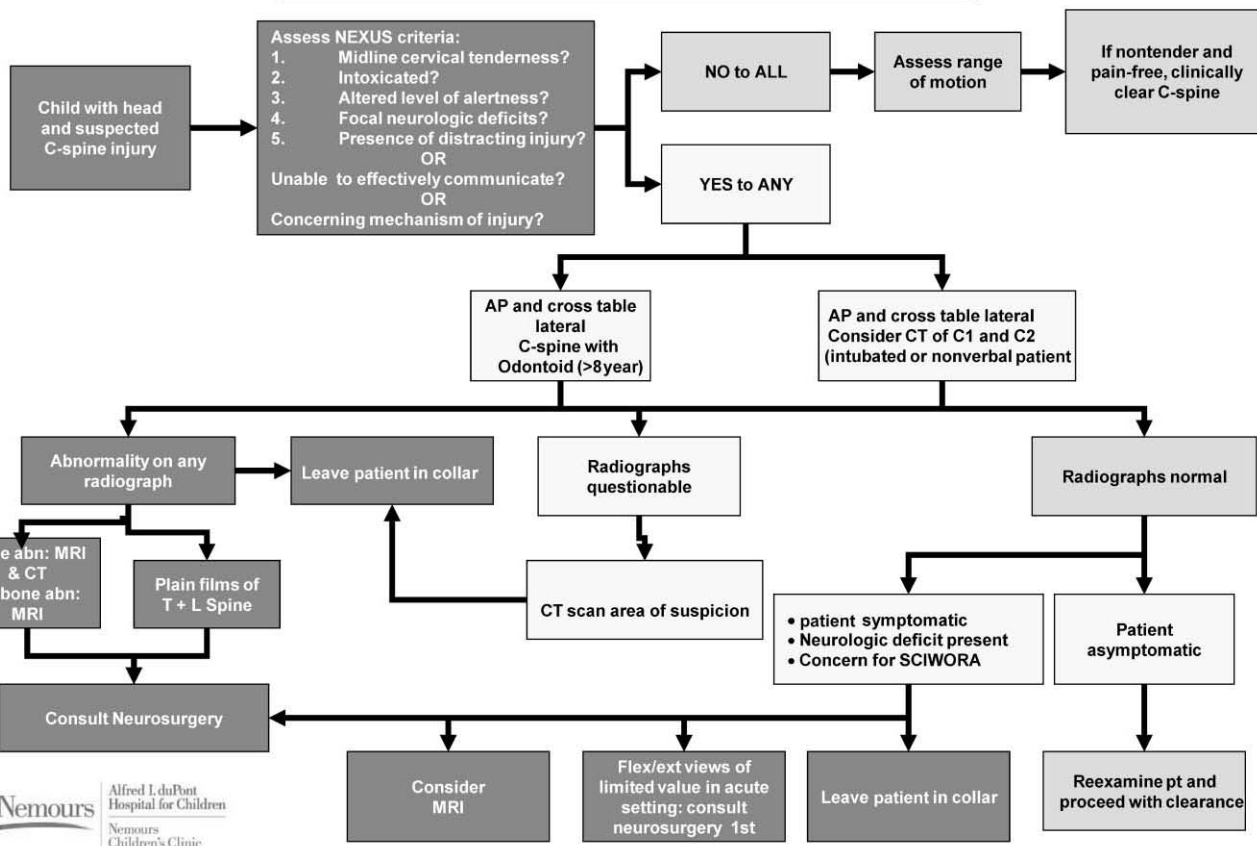 Child with head
and suspected
C-spine injury
Assess NEXUS criteria:
1. Midline cervical tenderness?
2. Intoxicated?
3. Altered level of alertness?
4. Focal neurologic deficits?
5. Presence of distracting injury?
OR
Unable to effectively communicate?
OR
Concerning mechanism of injury?
NO to ALL
Assess range
of motion
If nontender and
pain-free, clinically
clear C-spine
YES to ANY
AP and cross table
lateral
C-spine with
Odontoid (>8year)
AP and cross table lateral
Consider CT of C1 and C2
(intubated or nonverbal patient
Abnormality on any
radiograph
Leave patient in collar
Radiographs
questionable
Radiographs normal
abn: MRI
& CT
bone abn:
MRI
Plain films of
T + L Spine
CT scan area of suspicion
• patient symptomatic
• Neurologic deficit present
• Concern for SCIWORA
Patient
asymptomatic
Consult Neurosurgery
Consider
MRI
Flex/ext views of
limited value in acute
setting: consult
neurosurgery 1st
Leave patient in collar
Reexamine pt and
proceed with clearance
Nemours
Alfred I. duPont
Hospital for Children
Nemours
Children's Clinic